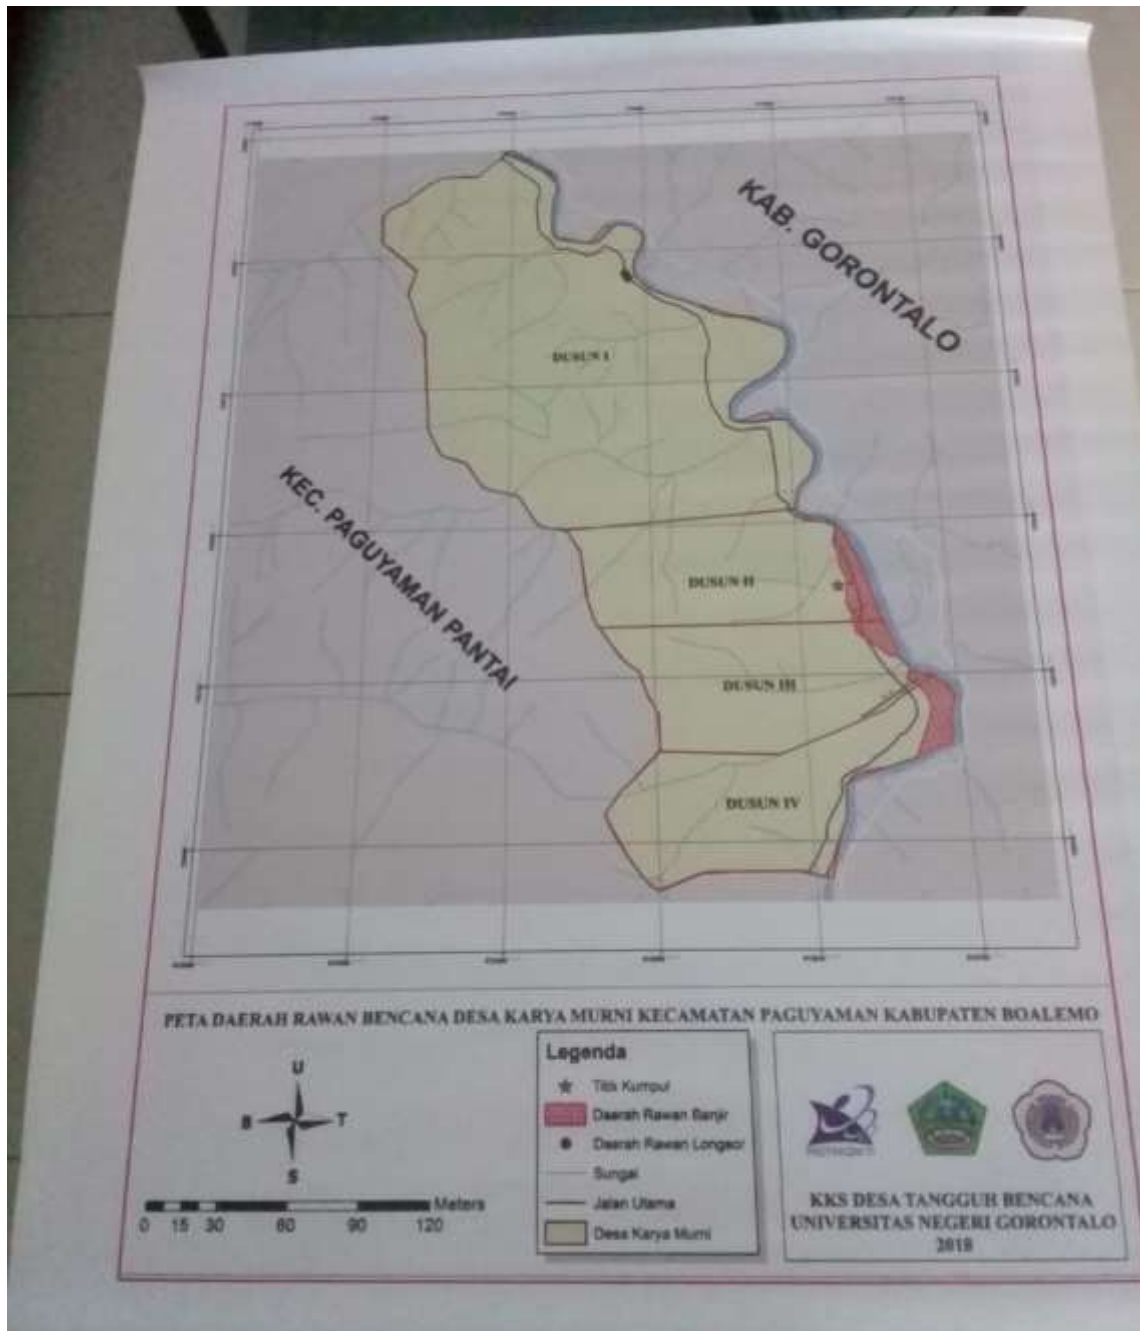 KAB. GORONTALO
DUSUN I
KEC. PAGUYAMAN PANTAI
DUSUN II
DUSUN III
DUSUN IV
PETA DAERAH RAWAN BENCANA DESA KARYA MURNI KECAMATAN PAGUYAMAN KABUPATEN BOALEMO
U
B T
S
Meters
0 15 30 60 90 120
Legenda
Titik Kumpul
Daerah Rawan Banjir
Daerah Rawan Longsor
Sungai
Jalan Utama
Desa Karya Murni
KKS DESA TANGGUH BENCANA
UNIVERSITAS NEGERI GORONTALO
2018